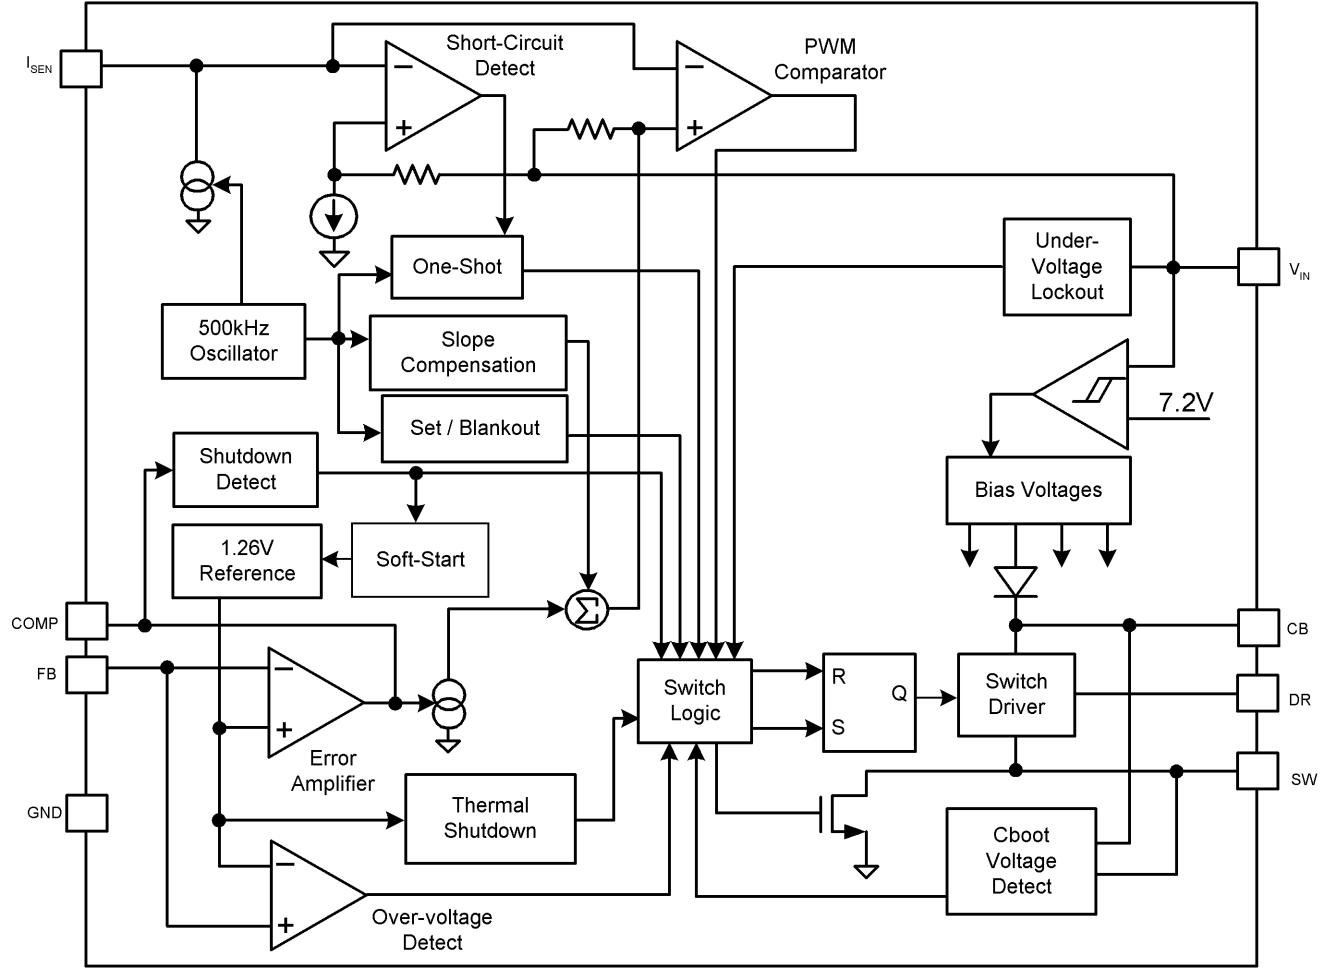 I SEN
Short-Circuit
Detect
−
+
PWM
Comparator
−
+
Under-
Voltage
Lockout
V IN
One-Shot
500kHz
Oscillator
Slope
Compensation
Set / Blankout
7.2V
Bias Voltages
Shutdown
Detect
1.26V
Reference
Soft-Start
Σ
COMP
FB
GND
−
+
Error
Amplifier
Switch
Logic
R
S
Q
Switch
Driver
CB
DR
SW
Thermal
Shutdown
Cboot
Voltage
Detect
−
+
Over-voltage
Detect